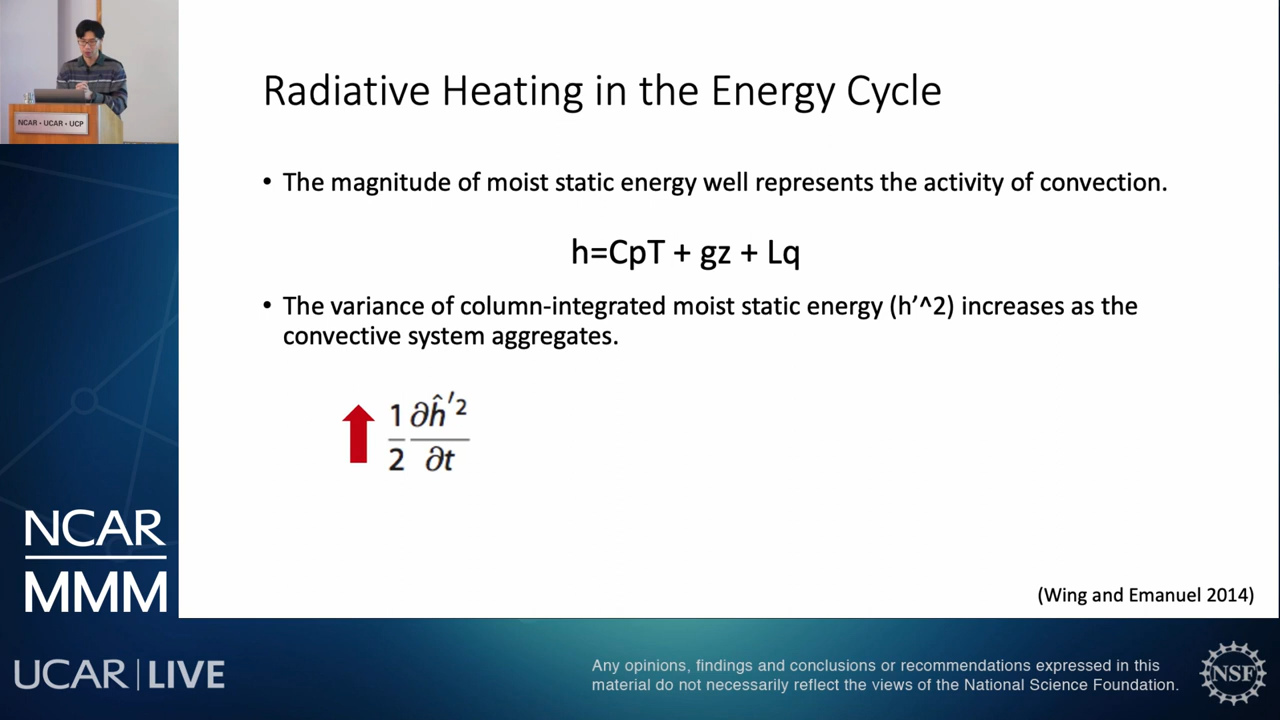 NCAR • UCAR • UCP
Radiative Heating in the Energy Cycle
• The magnitude of moist static energy well represents the activity of convection.
h=CpT + gz + Lq
• The variance of column-integrated moist static energy (h’^2) increases as the
convective system aggregates.
1/2 ∂ĥ′²/∂t
(Wing and Emanuel 2014)
NCAR
MMM
UCAR | LIVE
Any opinions, findings and conclusions or recommendations expressed in this
material do not necessarily reflect the views of the National Science Foundation.
NSF